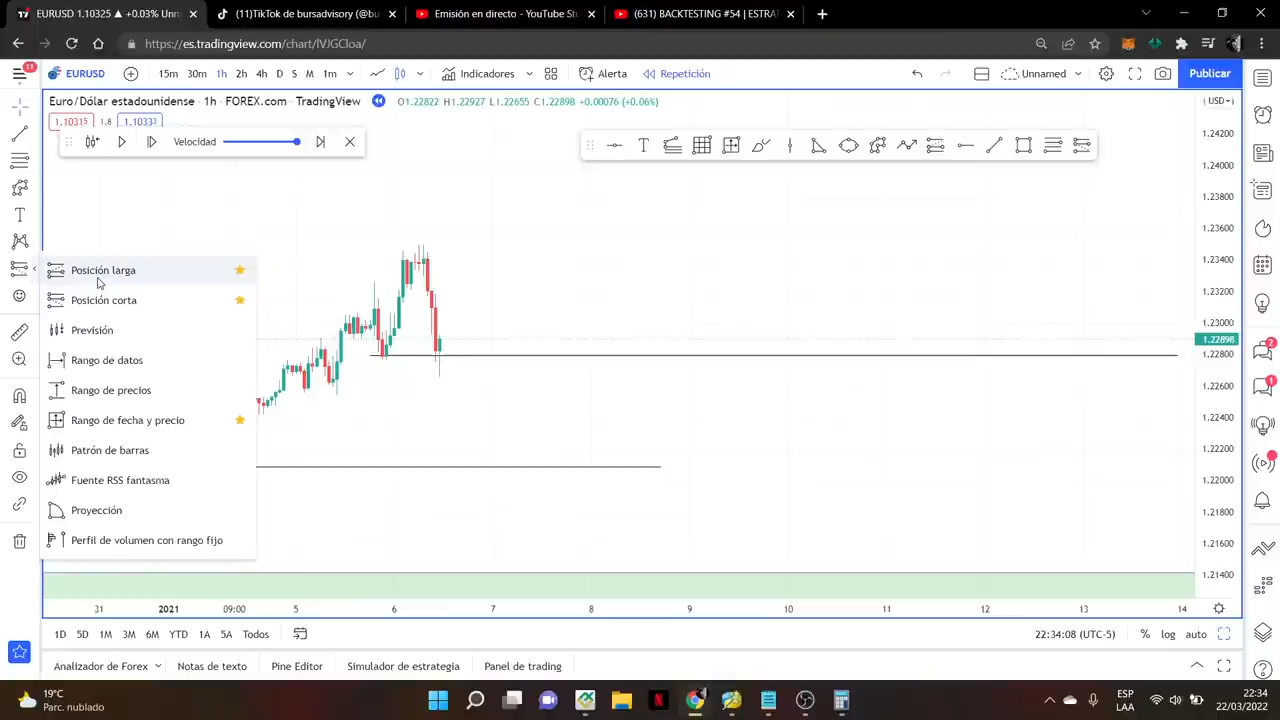 EURUSD 1.10325 ▲ +0.03% Unn
(11)TikTok de bursadvisory (@bu
Emisión en directo - YouTube Stu
(631) BACKTESTING #54 | ESTRAT
https://es.tradingview.com/chart/lVJGCloa/
11
EURUSD
15m 30m 1h 2h 4h D S M 1m
Indicadores
Alerta
Repetición
Unnamed
Publicar
Euro/Dólar estadounidense · 1h · FOREX.com · TradingView
O1.22822 H1.22927 L1.22655 C1.22898 +0.00076 (+0.06%)
USD
1.10315 1.8 1.10333
Velocidad
1.24200
1.24000
1.23800
1.23600
1.23400
1.23200
1.23000
1.22898
1.22800
1.22600
1.22400
1.22200
1.22000
1.21800
1.21600
1.21400
Posición larga
Posición corta
Previsión
Rango de datos
Rango de precios
Rango de fecha y precio
Patrón de barras
Fuente RSS fantasma
Proyección
Perfil de volumen con rango fijo
2
1
31 2021 09:00 5 6 7 8 9 10 11 12 13 14
1D 5D 1M 3M 6M YTD 1A 5A Todos
22:34:08 (UTC-5) % log auto
Analizador de Forex Notas de texto Pine Editor Simulador de estrategia Panel de trading
19°C
Parc. nublado
ESP
LAA
22:34
22/03/2022